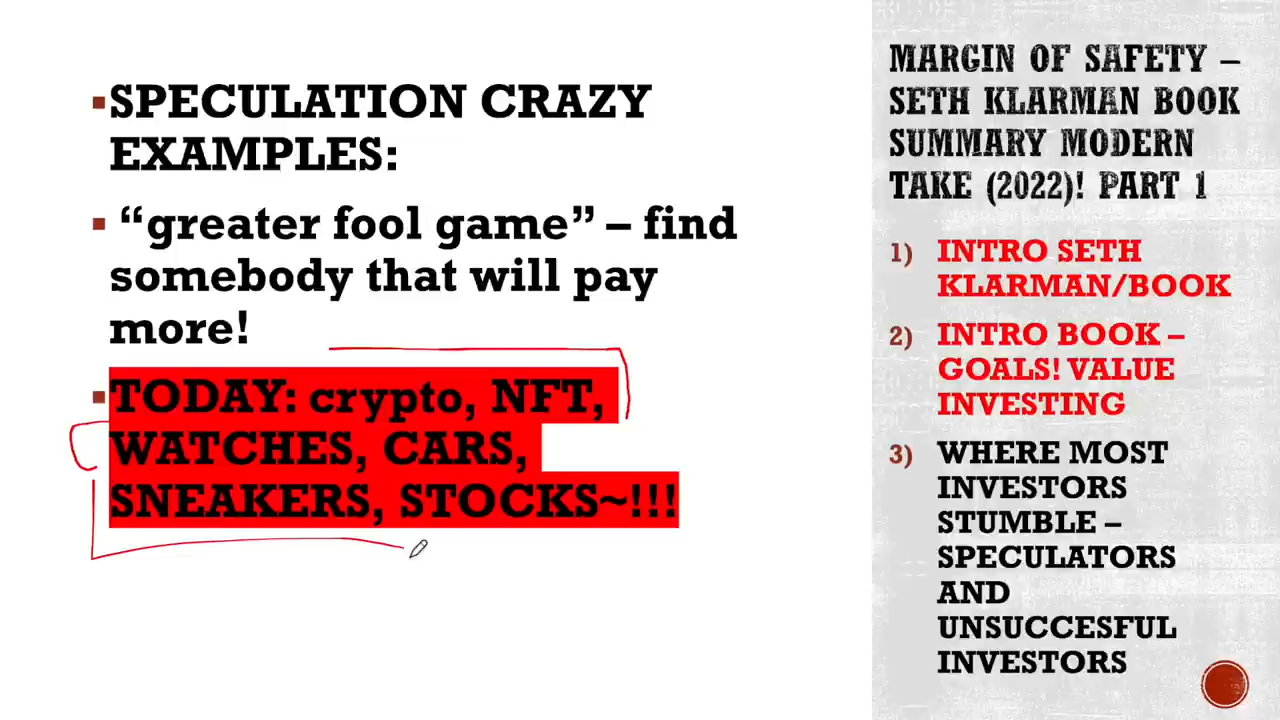 SPECULATION CRAZY
EXAMPLES:
“greater fool game” – find
somebody that will pay
more!
TODAY: crypto, NFT,
WATCHES, CARS,
SNEAKERS, STOCKS~!!!
MARGIN OF SAFETY –
SETH KLARMAN BOOK
SUMMARY MODERN
TAKE (2022)! PART 1
1) INTRO SETH
KLARMAN/BOOK
2) INTRO BOOK –
GOALS! VALUE
INVESTING
3) WHERE MOST
INVESTORS
STUMBLE –
SPECULATORS
AND
UNSUCCESFUL
INVESTORS